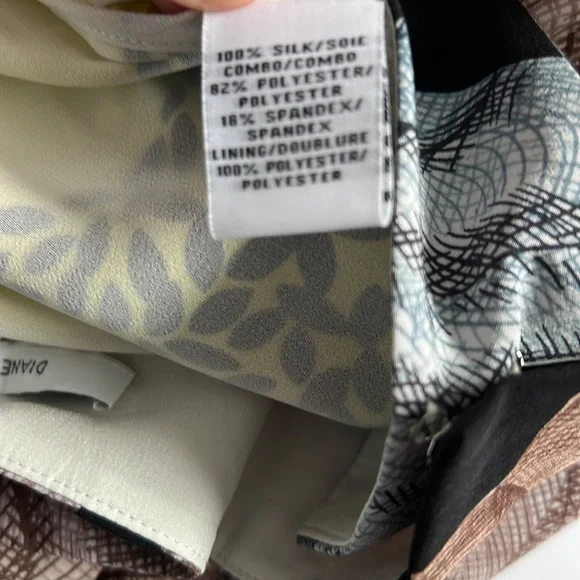 100% SILK/SOIE
COMBO/COMBO
82% POLYESTER/
POLYESTER
18% SPANDEX/
SPANDEX
LINING/DOUBLURE
100% POLYESTER/
POLYESTER
DIANE